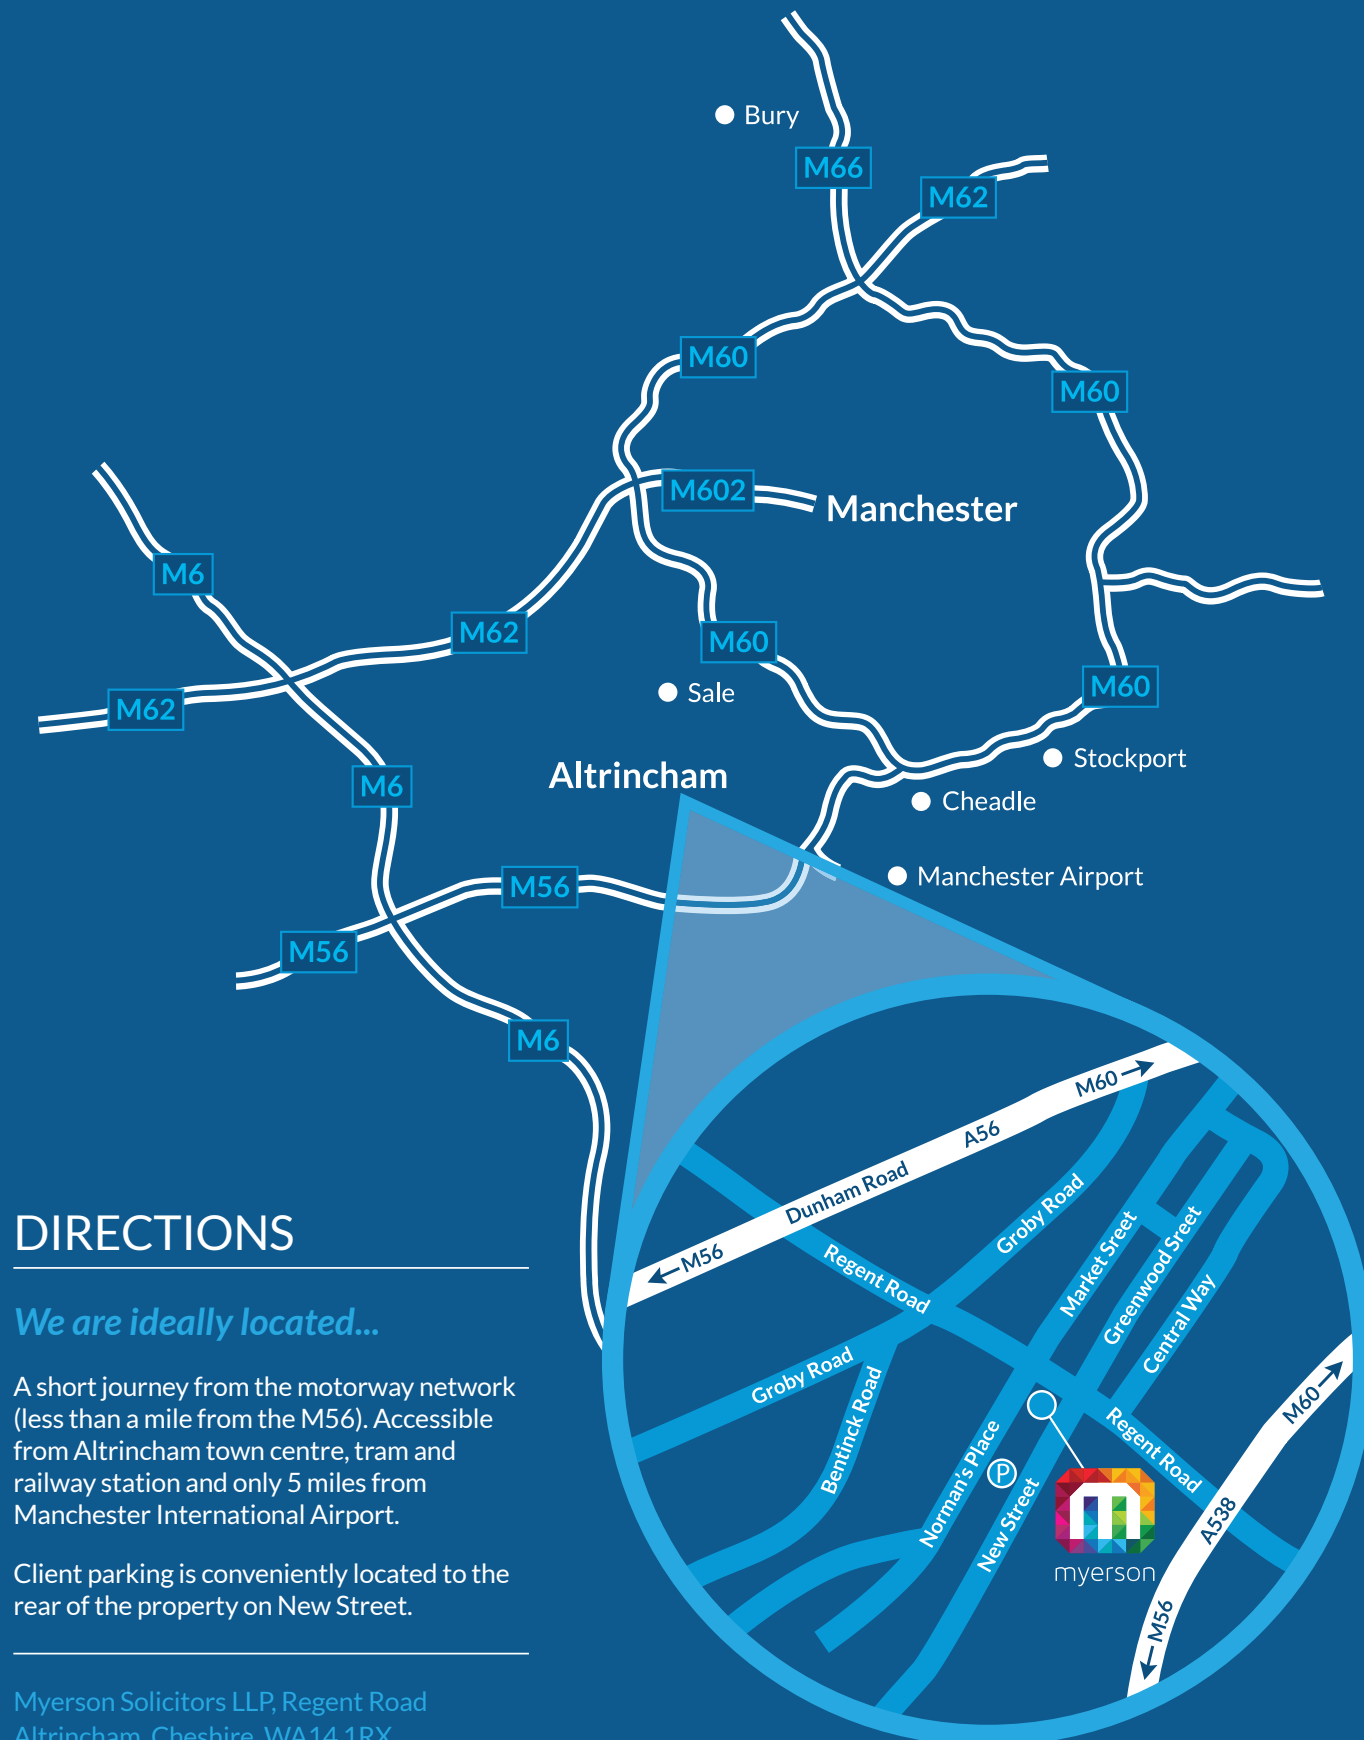 Bury
M66
M62
M60
M60
M602
Manchester
M6
M62
M60
M62
Sale
M60
Stockport
Altrincham
M6
Cheadle
Manchester Airport
M56
M56
M6
M60
A56
Dunham Road
M56
Groby Road
Regent Road
Market Sreet
Greenwood Sreet
Central Way
Groby Road
Bentinck Road
Norman's Place
P
New Street
Regent Road
M60
A538
M56
myerson
DIRECTIONS
We are ideally located...
A short journey from the motorway network
(less than a mile from the M56). Accessible
from Altrincham town centre, tram and
railway station and only 5 miles from
Manchester International Airport.
Client parking is conveniently located to the
rear of the property on New Street.
Myerson Solicitors LLP, Regent Road
Altrincham, Cheshire, WA14 1RX